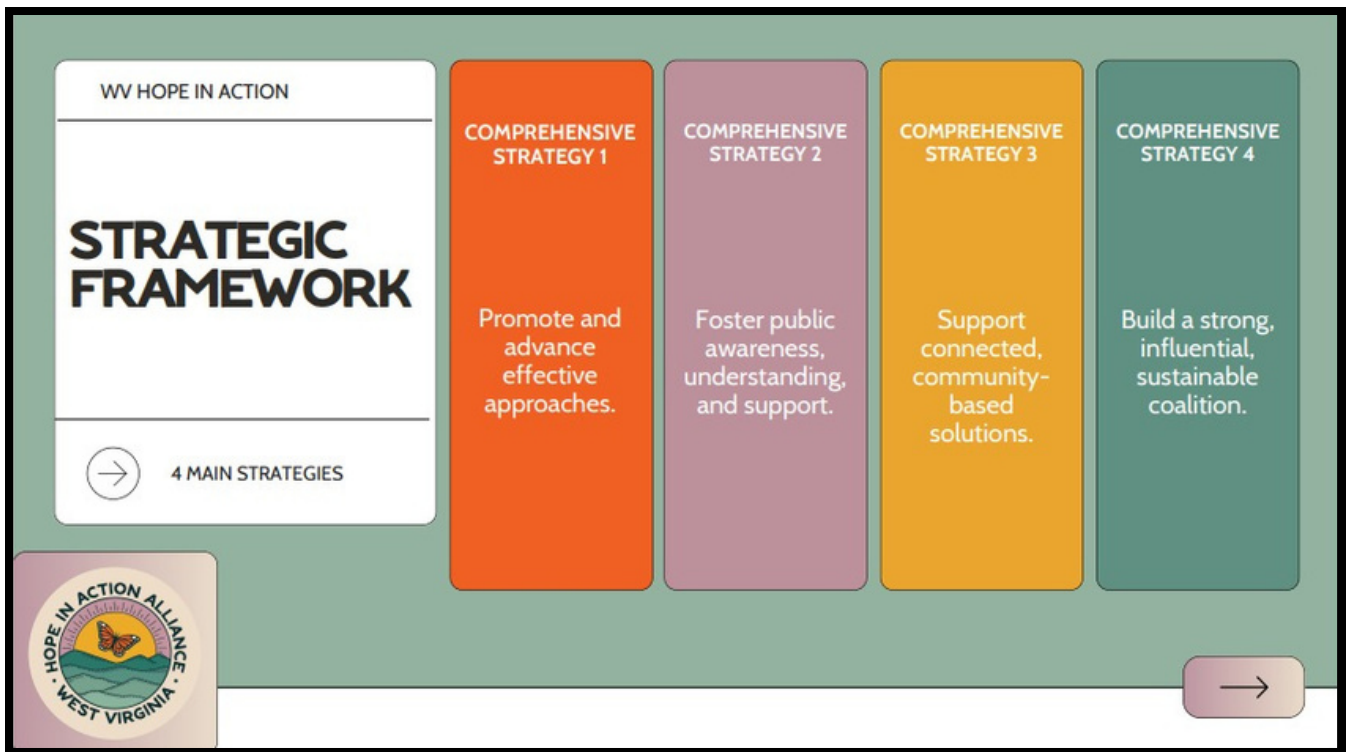 WV HOPE IN ACTION
STRATEGIC
FRAMEWORK
4 MAIN STRATEGIES
COMPREHENSIVE
STRATEGY 1
Promote and
advance
effective
approaches.
COMPREHENSIVE
STRATEGY 2
Foster public
awareness,
understanding,
and support.
COMPREHENSIVE
STRATEGY 3
Support
connected,
community-
based
solutions.
COMPREHENSIVE
STRATEGY 4
Build a strong,
influential,
sustainable
coalition.
HOPE IN ACTION ALLIANCE
WEST VIRGINIA